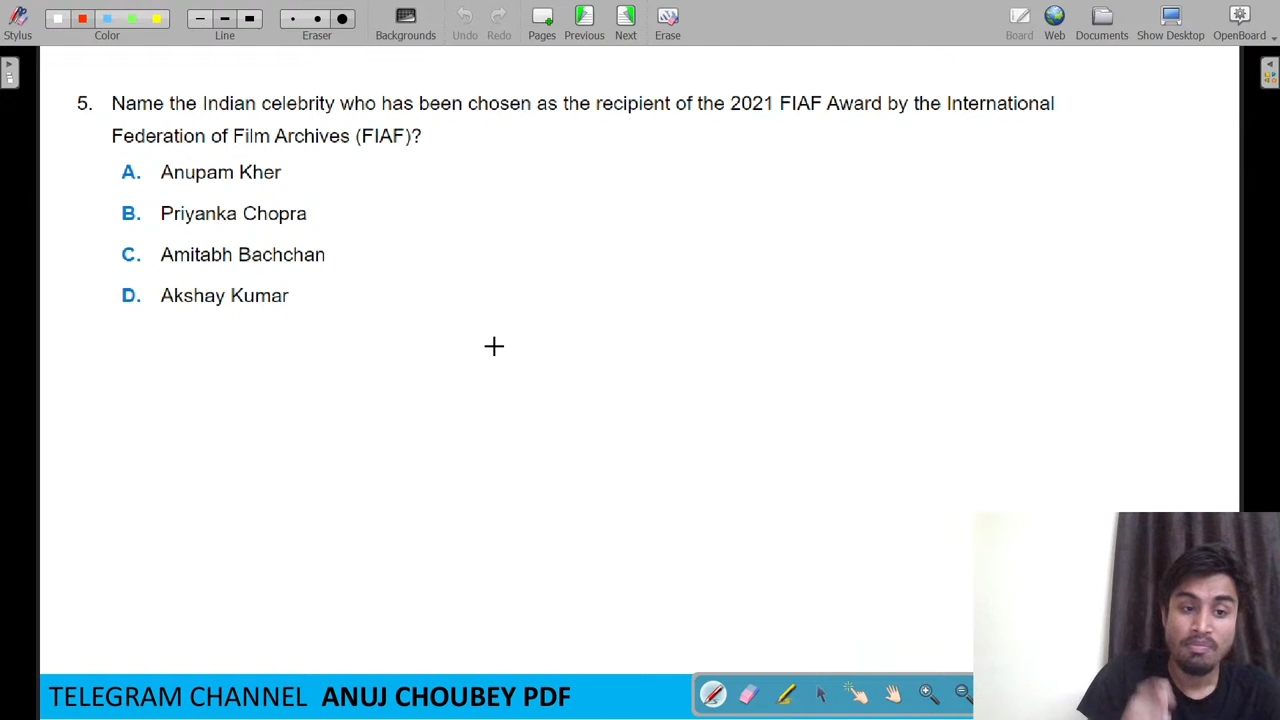 Stylus
Color
Line
Eraser
Backgrounds
Undo
Redo
Pages
Previous
Next
Erase
Board
Web
Documents
Show Desktop
OpenBoard
5. Name the Indian celebrity who has been chosen as the recipient of the 2021 FIAF Award by the International
Federation of Film Archives (FIAF)?
A. Anupam Kher
B. Priyanka Chopra
C. Amitabh Bachchan
D. Akshay Kumar
TELEGRAM CHANNEL ANUJ CHOUBEY PDF